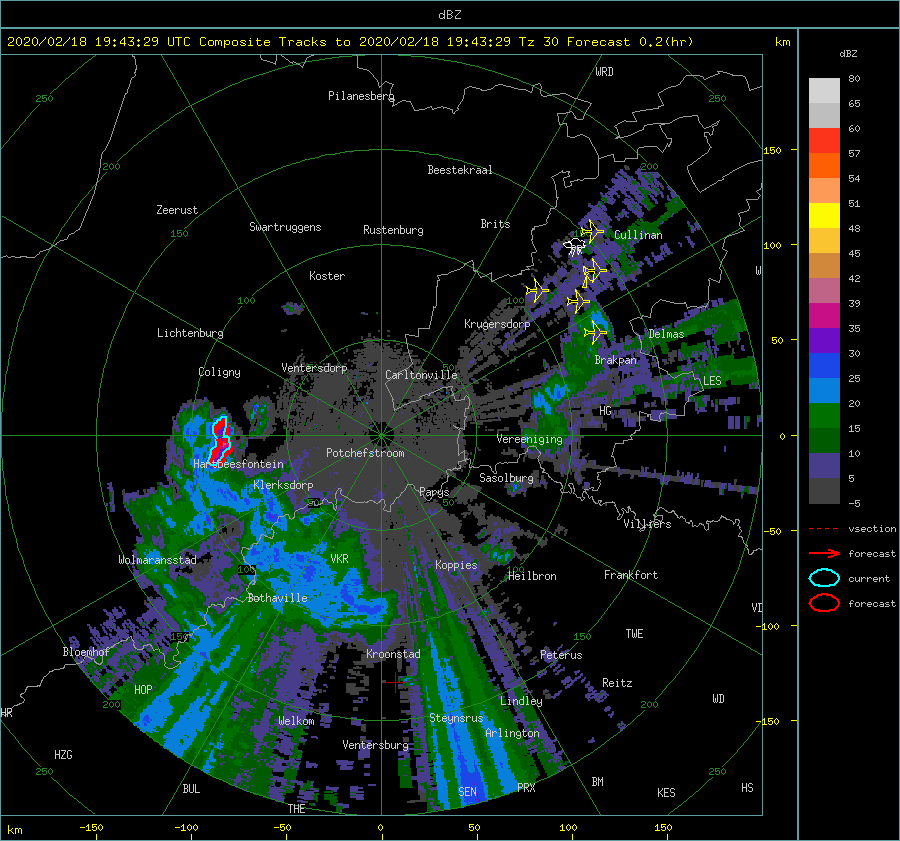 dBZ
2020/02/18 19:43:29 UTC Composite Tracks to 2020/02/18 19:43:29 Tz 30 Forecast 0.2(hr) km
dBZ
WRD
250 Pilanesberg 250
80
65
60
57
54
51
48
45
42
39
35
30
25
20
15
10
5
-5
150
200 Beestekraal 200
Zeerust
150 Swartruggens Rustenburg Brits Cullinan
100
Koster W
100 100
Lichtenburg Krugersdorp Delmas
50
Coligny Ventersdorp Carltonville Brakpan
LES
HG
Vereeniging 0
Hartbeesfontein Potchefstroom
Klerksdorp Parys Sasolburg
50 50
Villiers
-50
vsection
forecast
current
forecast
Wolmaransstad VKR Koppies
100 Heilbron 100 Frankfort
Bothaville VD
-100
150 150 TWE
Bloemhof Kroonstad Peterus
HOP Reitz
200 Lindley 200 WD
HR Welkom Steynsrus
-150
Arlington
HZG Ventersburg
250 250
BUL SEN PRX BM KES HS
THE
km -150 -100 -50 0 50 100 150